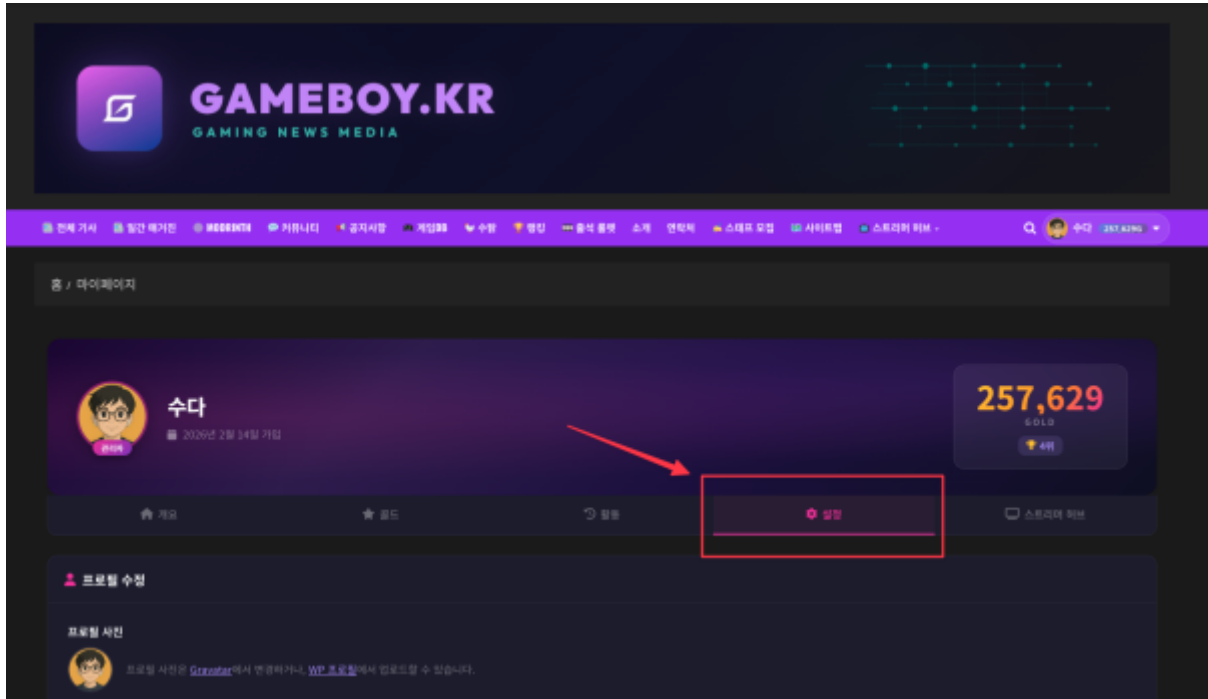 GAMEBOY.KR
GAMING NEWS MEDIA
전체 기사 월간 매거진 MODRINTH 커뮤니티 공지사항 게임DB 수밭 랭킹 출석 룰렛 소개 연락처 스태프 모집 사이트맵 스트리머 허브
수다 257,629G
홈 / 마이페이지
수다
2026년 2월 14일 가입
관리자
257,629
GOLD
4위
개요 골드 활동 설정 스트리머 허브
프로필 수정
프로필 사진
프로필 사진은 Gravatar에서 변경하거나, WP 프로필에서 업로드할 수 있습니다.